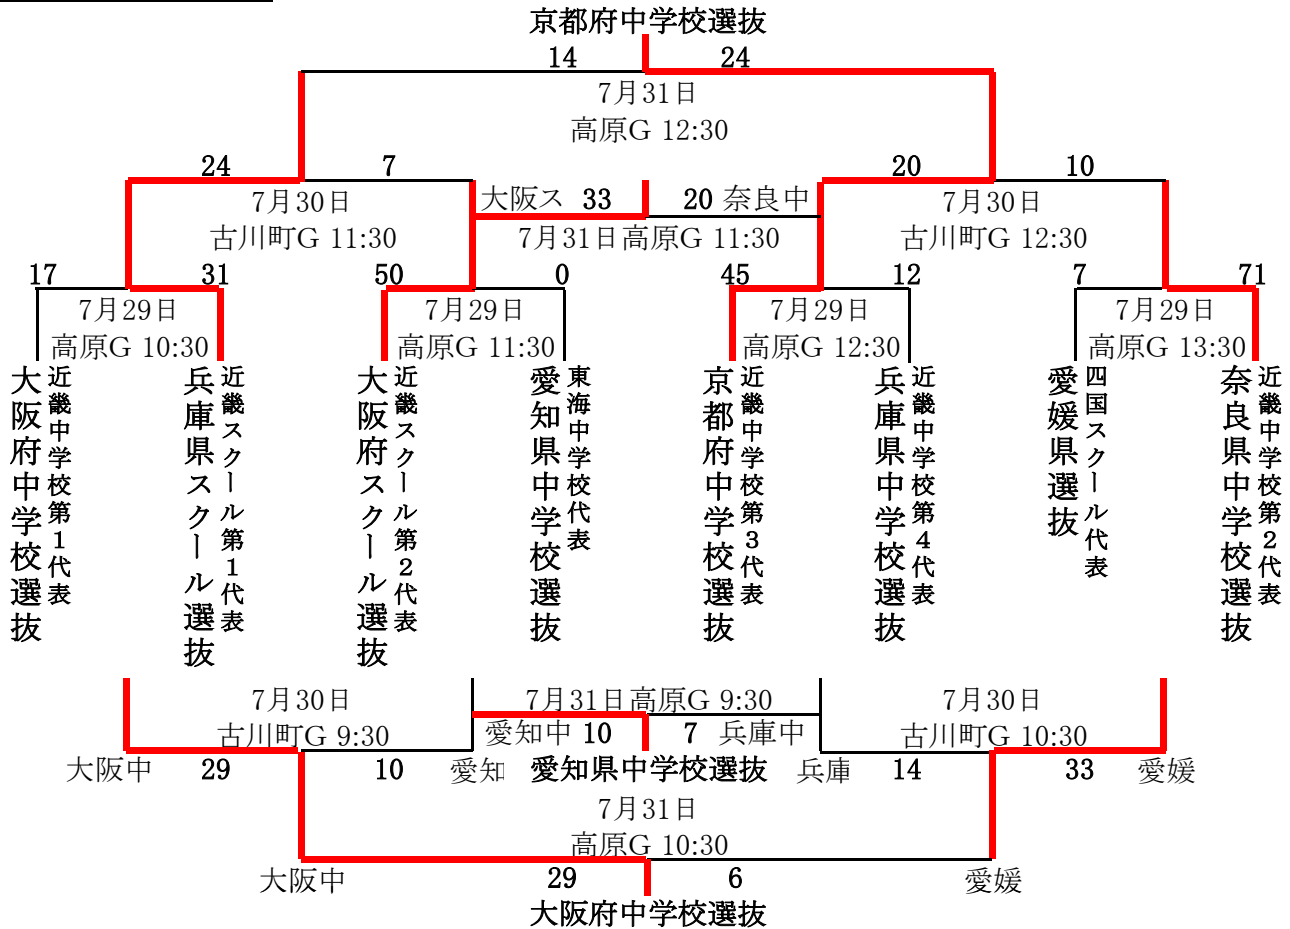 京都府中学校選抜
14 24
7月31日
高原G 12:30
24 7 20 10
大阪ス 33 20 奈良中
7月30日 7月30日
古川町G 11:30 7月31日高原G 11:30 古川町G 12:30
17 31 50 0 45 12 7 71
7月29日 7月29日 7月29日 7月29日
高原G 10:30 高原G 11:30 高原G 12:30 高原G 13:30
近畿中学校第1代表
大阪府中学校選抜
近畿スクール第1代表
兵庫県スクール選抜
近畿スクール第2代表
大阪府スクール選抜
東海中学校代表
愛知県中学校選抜
近畿中学校第3代表
京都府中学校選抜
近畿中学校第4代表
兵庫県中学校選抜
四国スクール代表
愛媛県選抜
近畿中学校第2代表
奈良県中学校選抜
7月30日 7月31日高原G 9:30 7月30日
古川町G 9:30 愛知中 10 7 兵庫中 古川町G 10:30
大阪中 29 10 愛知 愛知県中学校選抜 兵庫 14 33 愛媛
7月31日
高原G 10:30
大阪中 29 6 愛媛
大阪府中学校選抜